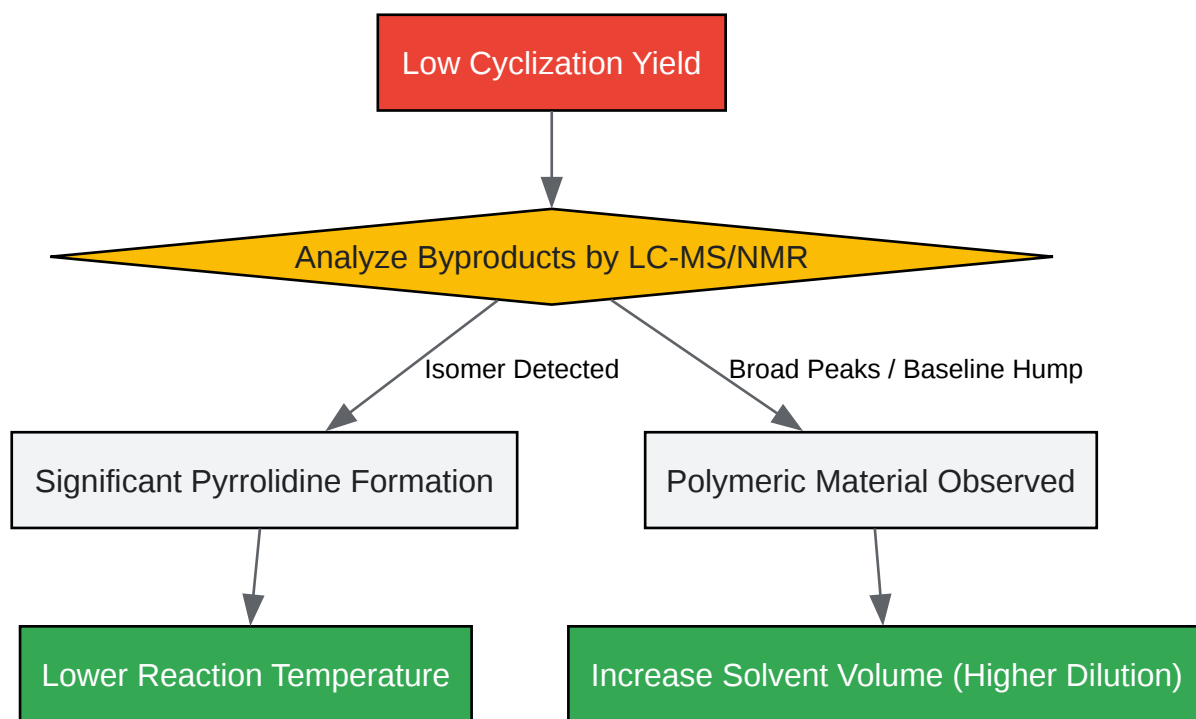 Low Cyclization Yield
Analyze Byproducts by LC-MS/NMR
Isomer Detected
Broad Peaks / Baseline Hump
Significant Pyrrolidine Formation
Polymeric Material Observed
Lower Reaction Temperature
Increase Solvent Volume (Higher Dilution)